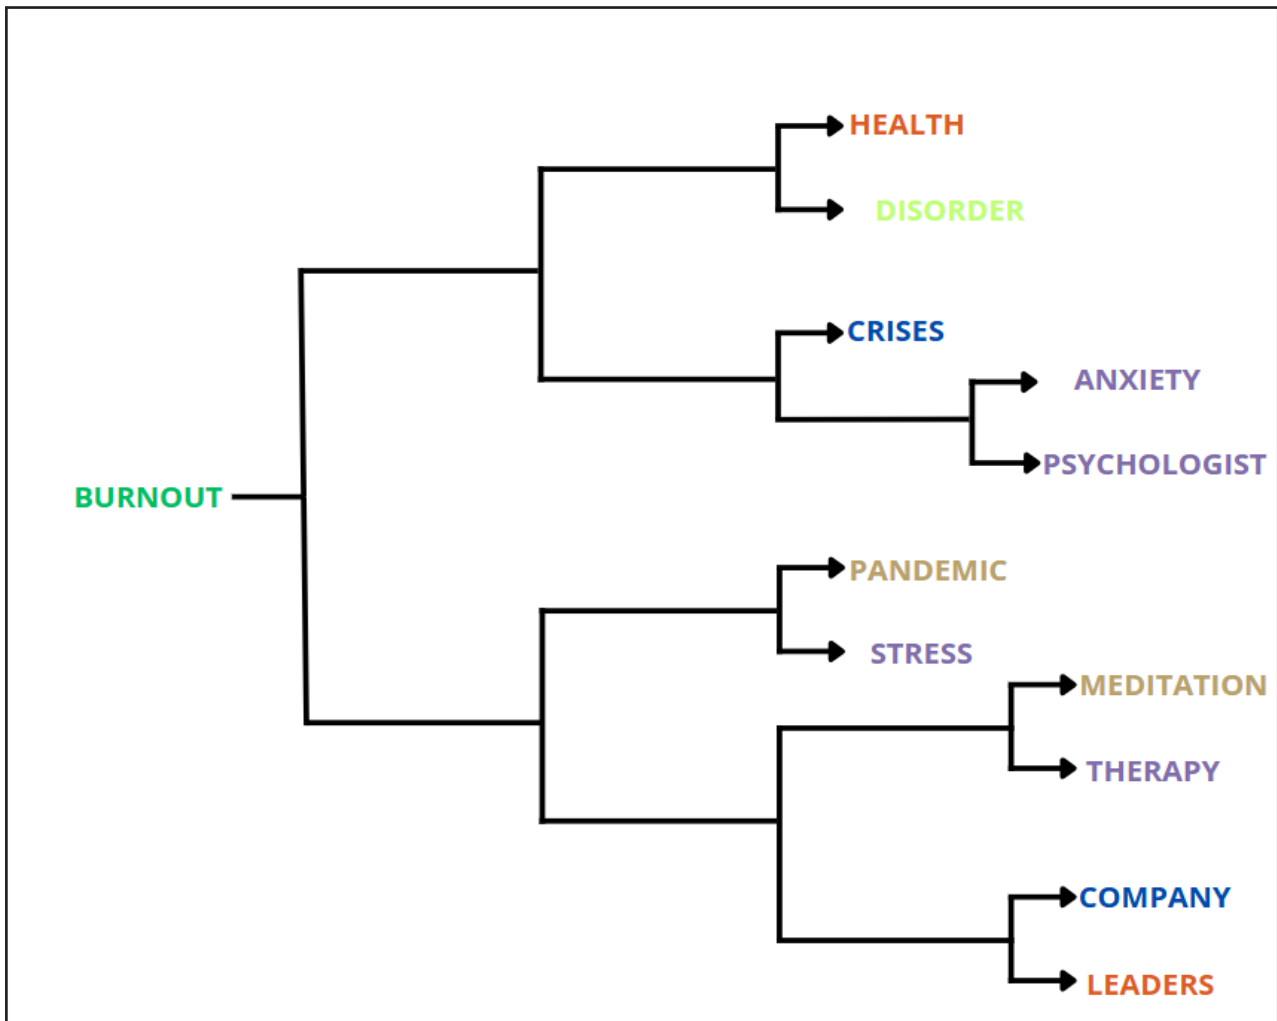 HEALTH
DISORDER
CRISES
ANXIETY
PSYCHOLOGIST
BURNOUT
PANDEMIC
STRESS
MEDITATION
THERAPY
COMPANY
LEADERS